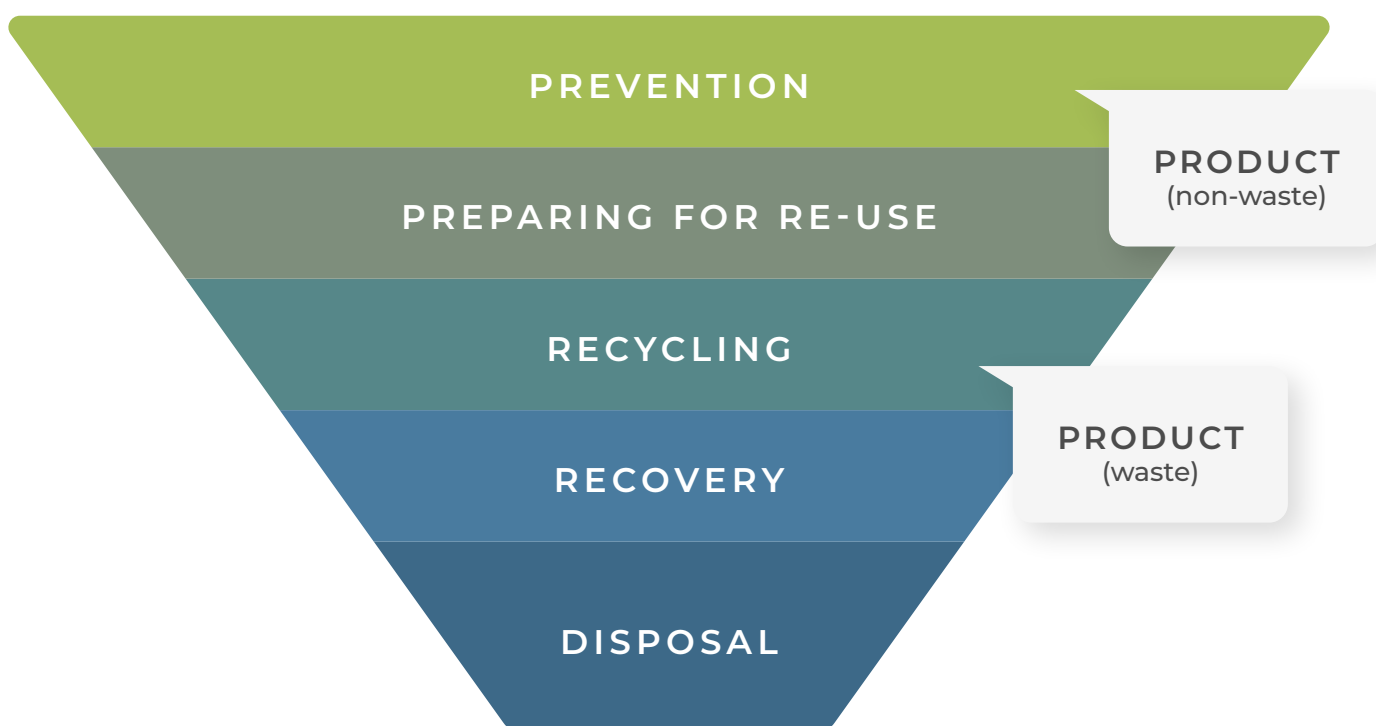 PREVENTION
PRODUCT
(non-waste)
PREPARING FOR RE-USE
RECYCLING
PRODUCT
(waste)
RECOVERY
DISPOSAL